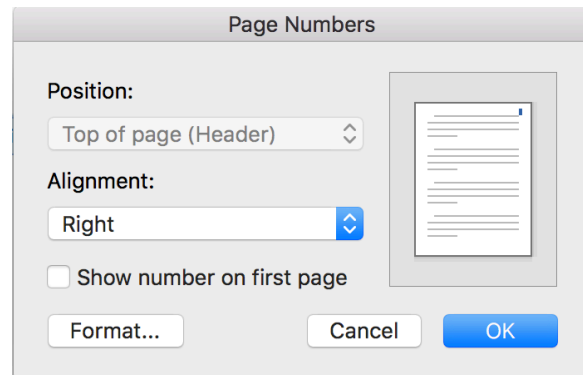 Page Numbers
Position:
Top of page (Header)
Alignment:
Right
Show number on first page
Format...
Cancel
OK